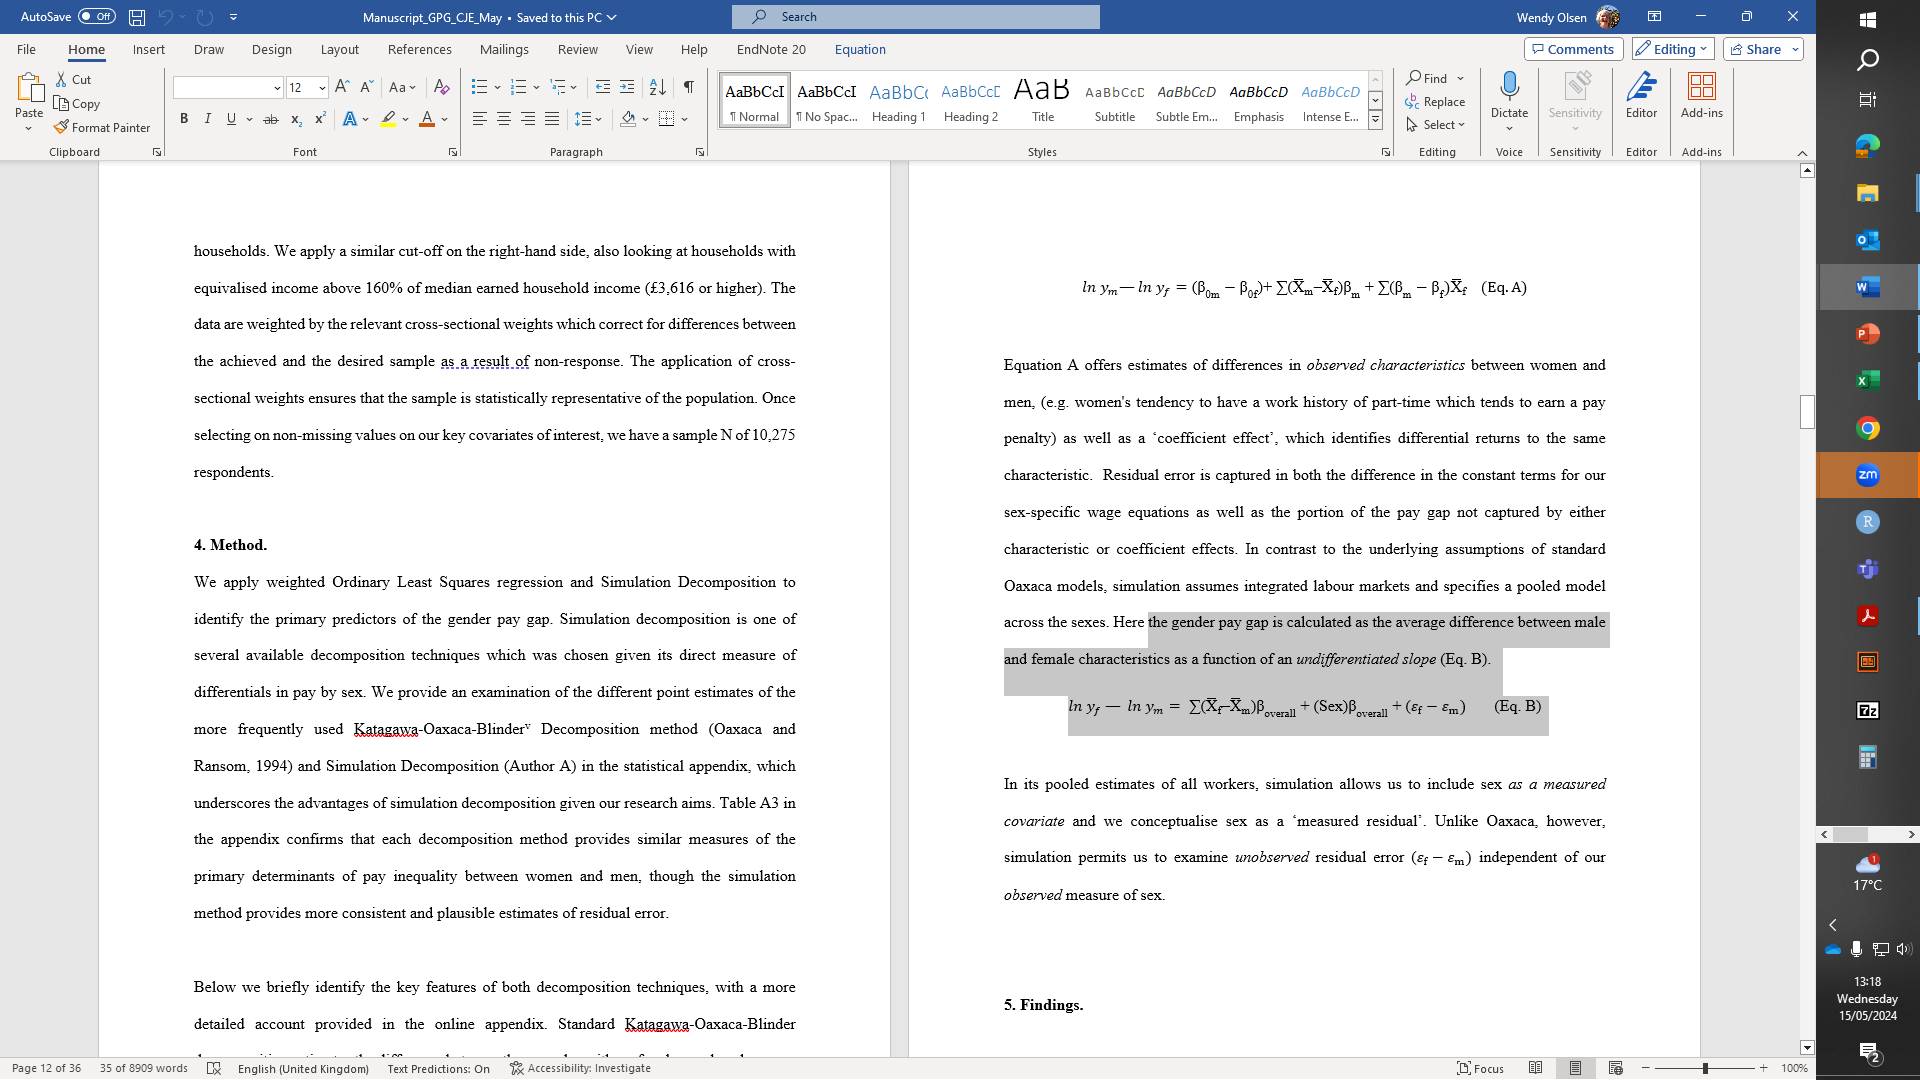 AutoSave Off Manuscript_GPG_CJE_May • Saved to this PC Search Wendy Olsen
File Home Insert Draw Design Layout References Mailings Review View Help EndNote 20 Equation Comments Editing Share
Paste Cut Copy Format Painter
Clipboard
12 Aa
B I U ab x₂ x² A A
Font
Paragraph
AaBbCcI AaBbCcI AaBbCc AaBbCcC AaB AaBbCcC AaBbCcD AaBbCcD AaBbCcD
¶ Normal ¶ No Spac... Heading 1 Heading 2 Title Subtitle Subtle Em... Emphasis Intense E...
Styles
Find Replace Select
Editing
Dictate
Voice
Sensitivity
Sensitivity
Editor
Editor
Add-ins
Add-ins
households. We apply a similar cut-off on the right-hand side, also looking at households with
equivalised income above 160% of median earned household income (£3,616 or higher). The
data are weighted by the relevant cross-sectional weights which correct for differences between
the achieved and the desired sample as a result of non-response. The application of cross-
sectional weights ensures that the sample is statistically representative of the population. Once
selecting on non-missing values on our key covariates of interest, we have a sample N of 10,275
respondents.
4. Method.
We apply weighted Ordinary Least Squares regression and Simulation Decomposition to
identify the primary predictors of the gender pay gap. Simulation decomposition is one of
several available decomposition techniques which was chosen given its direct measure of
differentials in pay by sex. We provide an examination of the different point estimates of the
more frequently used Katagawa-Oaxaca-Blinderᵛ Decomposition method (Oaxaca and
Ransom, 1994) and Simulation Decomposition (Author A) in the statistical appendix, which
underscores the advantages of simulation decomposition given our research aims. Table A3 in
the appendix confirms that each decomposition method provides similar measures of the
primary determinants of pay inequality between women and men, though the simulation
method provides more consistent and plausible estimates of residual error.
Below we briefly identify the key features of both decomposition techniques, with a more
detailed account provided in the online appendix. Standard Katagawa-Oaxaca-Blinder
ln yₘ— ln y_f = (β₀ₘ − β₀f)+ ∑(X̅ₘ–X̅f)βₘ + ∑(βₘ − βf)X̅f (Eq. A)
Equation A offers estimates of differences in observed characteristics between women and
men, (e.g. women's tendency to have a work history of part-time which tends to earn a pay
penalty) as well as a ‘coefficient effect’, which identifies differential returns to the same
characteristic. Residual error is captured in both the difference in the constant terms for our
sex-specific wage equations as well as the portion of the pay gap not captured by either
characteristic or coefficient effects. In contrast to the underlying assumptions of standard
Oaxaca models, simulation assumes integrated labour markets and specifies a pooled model
across the sexes. Here the gender pay gap is calculated as the average difference between male
and female characteristics as a function of an undifferentiated slope (Eq. B).
ln y_f — ln yₘ = ∑(X̅f–X̅ₘ)βoverall + (Sex)βoverall + (εf − εₘ) (Eq. B)
In its pooled estimates of all workers, simulation allows us to include sex as a measured
covariate and we conceptualise sex as a ‘measured residual’. Unlike Oaxaca, however,
simulation permits us to examine unobserved residual error (εf − εₘ) independent of our
observed measure of sex.
5. Findings.
Page 12 of 36 35 of 8909 words English (United Kingdom) Text Predictions: On Accessibility: Investigate Focus 100%
17°C
13:18
Wednesday
15/05/2024
2